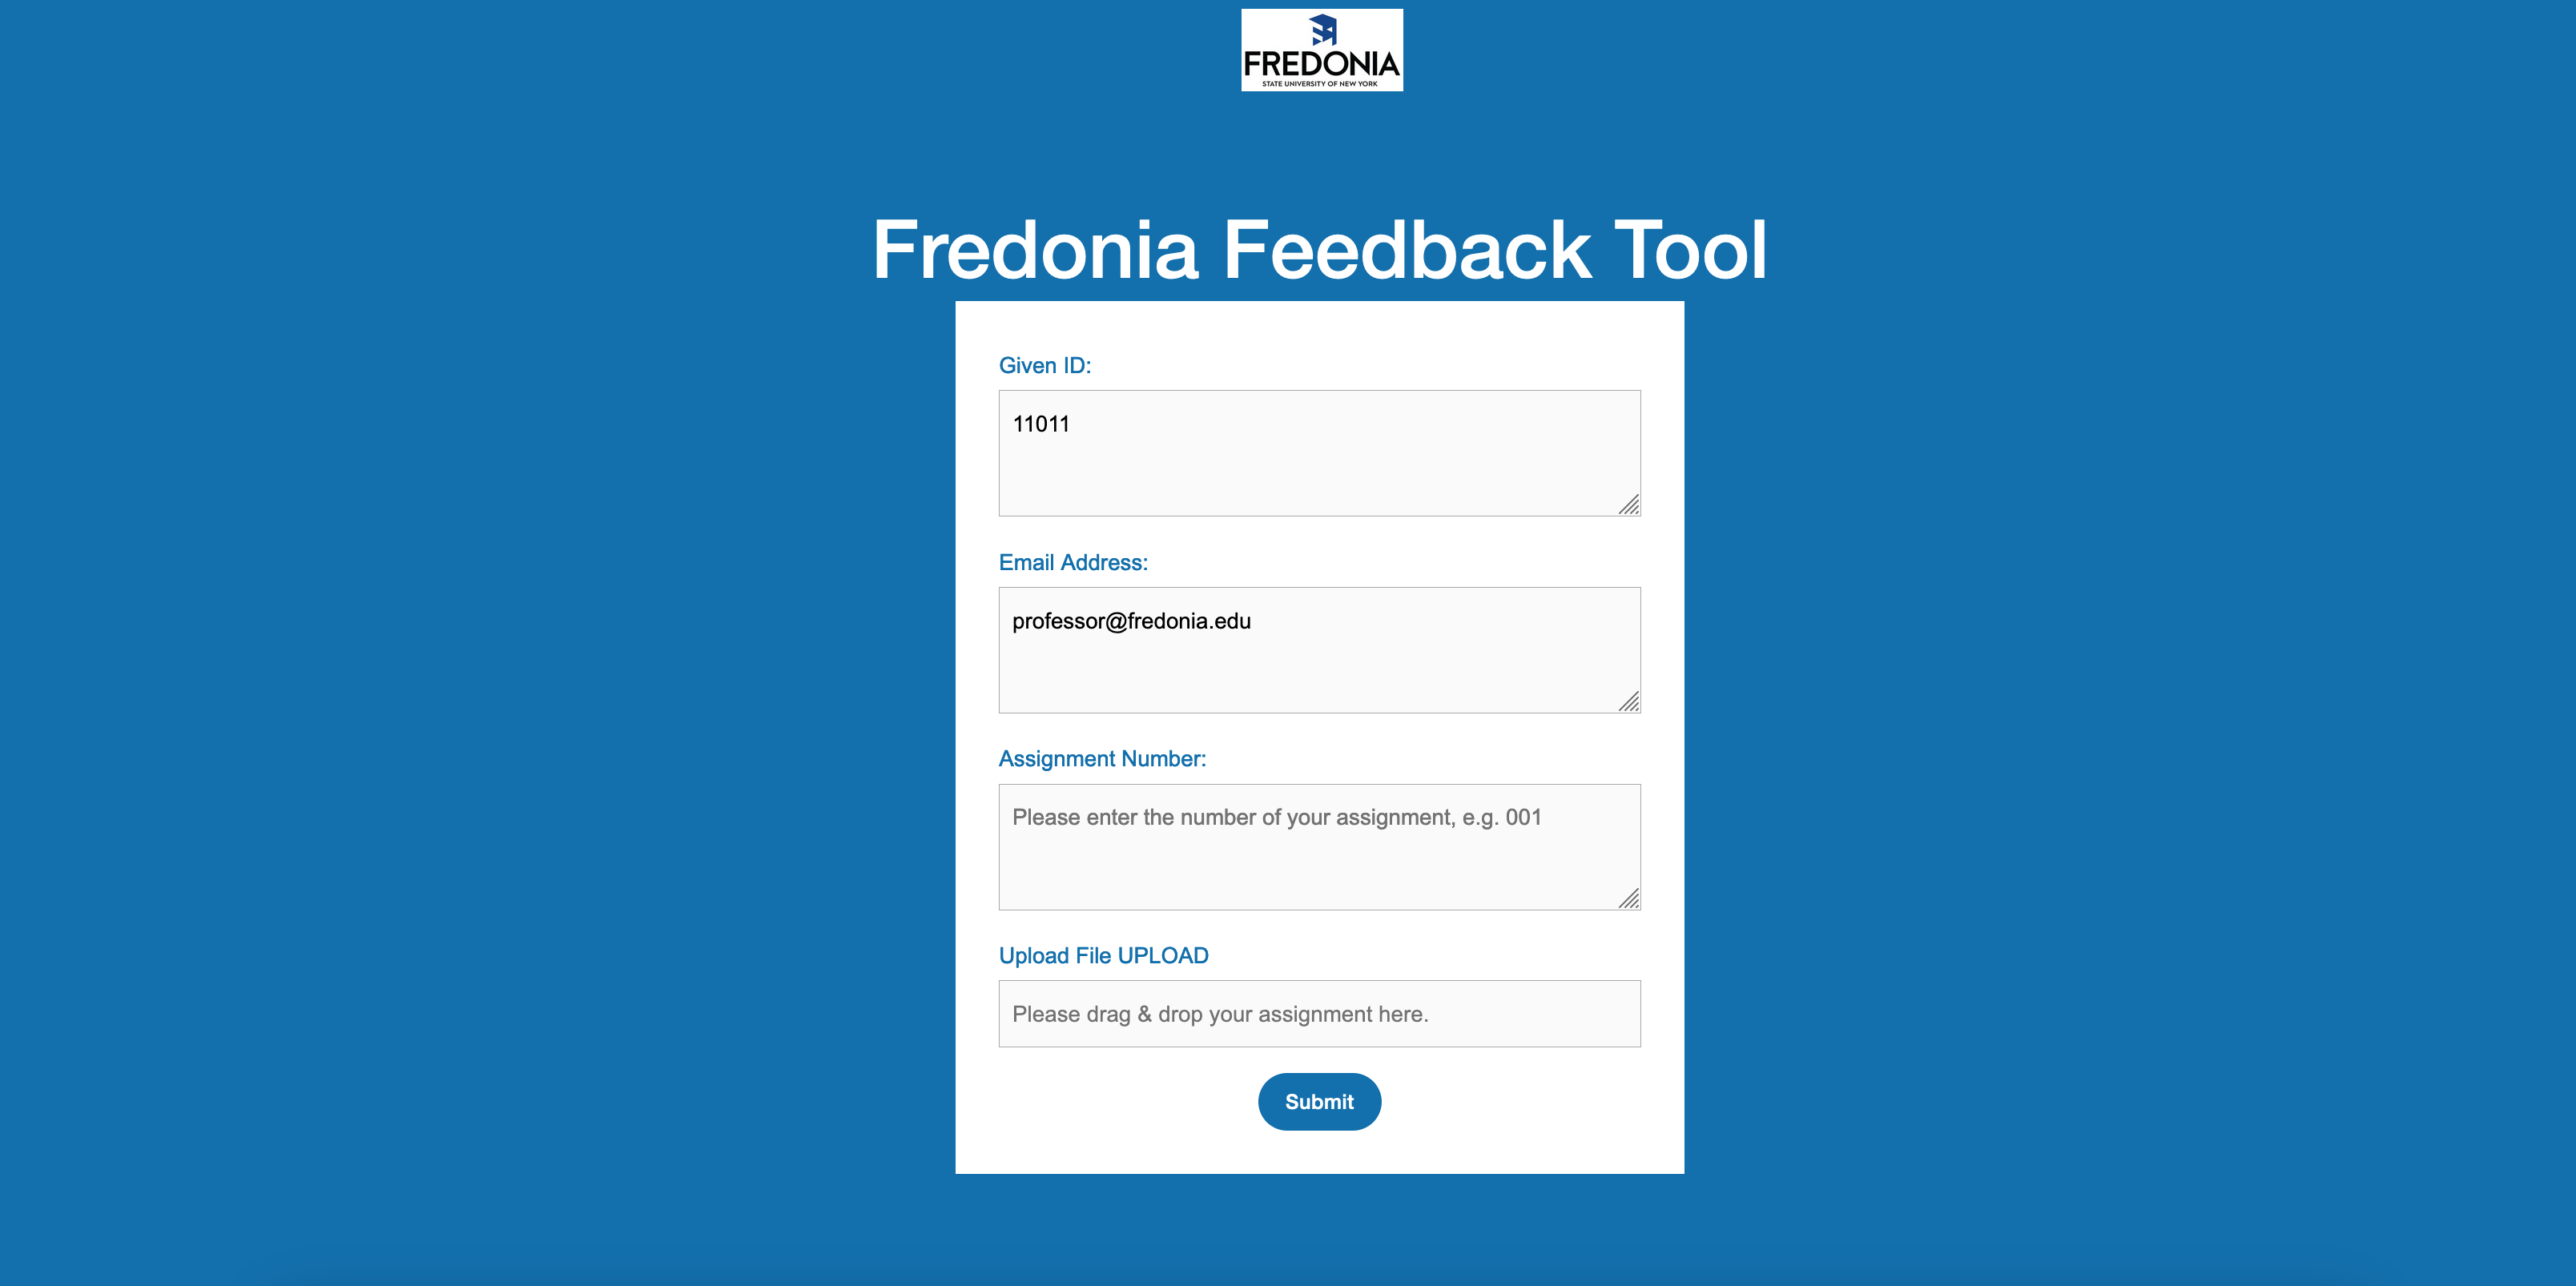 FREDONIA
STATE UNIVERSITY OF NEW YORK
Fredonia Feedback Tool
Given ID:
11011
Email Address:
professor@fredonia.edu
Assignment Number:
Please enter the number of your assignment, e.g. 001
Upload File UPLOAD
Please drag & drop your assignment here.
Submit